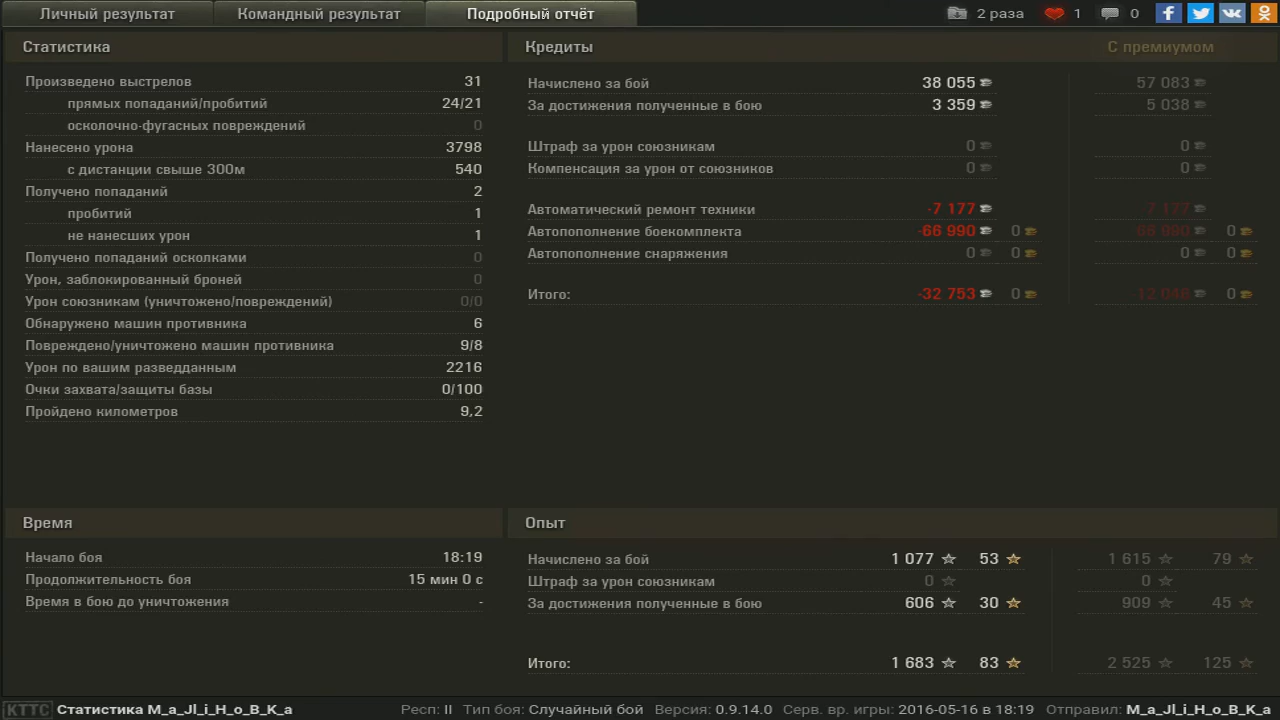 Личный результат Командный результат Подробный отчёт 2 раза 1 0
Статистика
Произведено выстрелов 31
прямых попаданий/пробитий 24/21
осколочно-фугасных повреждений 0
Нанесено урона 3798
с дистанции свыше 300м 540
Получено попаданий 2
пробитий 1
не нанесших урон 1
Получено попаданий осколками 0
Урон, заблокированный броней 0
Урон союзникам (уничтожено/повреждений) 0/0
Обнаружено машин противника 6
Повреждено/уничтожено машин противника 9/8
Урон по вашим разведданным 2216
Очки захвата/защиты базы 0/100
Пройдено километров 9,2
Кредиты С премиумом
Начислено за бой 38 055 57 083
За достижения полученные в бою 3 359 5 038
Штраф за урон союзникам 0 0
Компенсация за урон от союзников 0 0
Автоматический ремонт техники -7 177 -7 177
Автопополнение боекомплекта -66 990 0 -66 990 0
Автопополнение снаряжения 0 0 0 0
Итого: -32 753 0 -12 046 0
Время
Начало боя 18:19
Продолжительность боя 15 мин 0 с
Время в бою до уничтожения -
Опыт
Начислено за бой 1 077 53 1 615 79
Штраф за урон союзникам 0 0
За достижения полученные в бою 606 30 909 45
Итого: 1 683 83 2 525 125
КТТС Статистика M_a_Jl_i_H_o_B_K_a Респ: II Тип боя: Случайный бой Версия: 0.9.14.0 Серв. вр. игры: 2016-05-16 в 18:19 Отправил: M_a_Jl_i_H_o_B_K_a